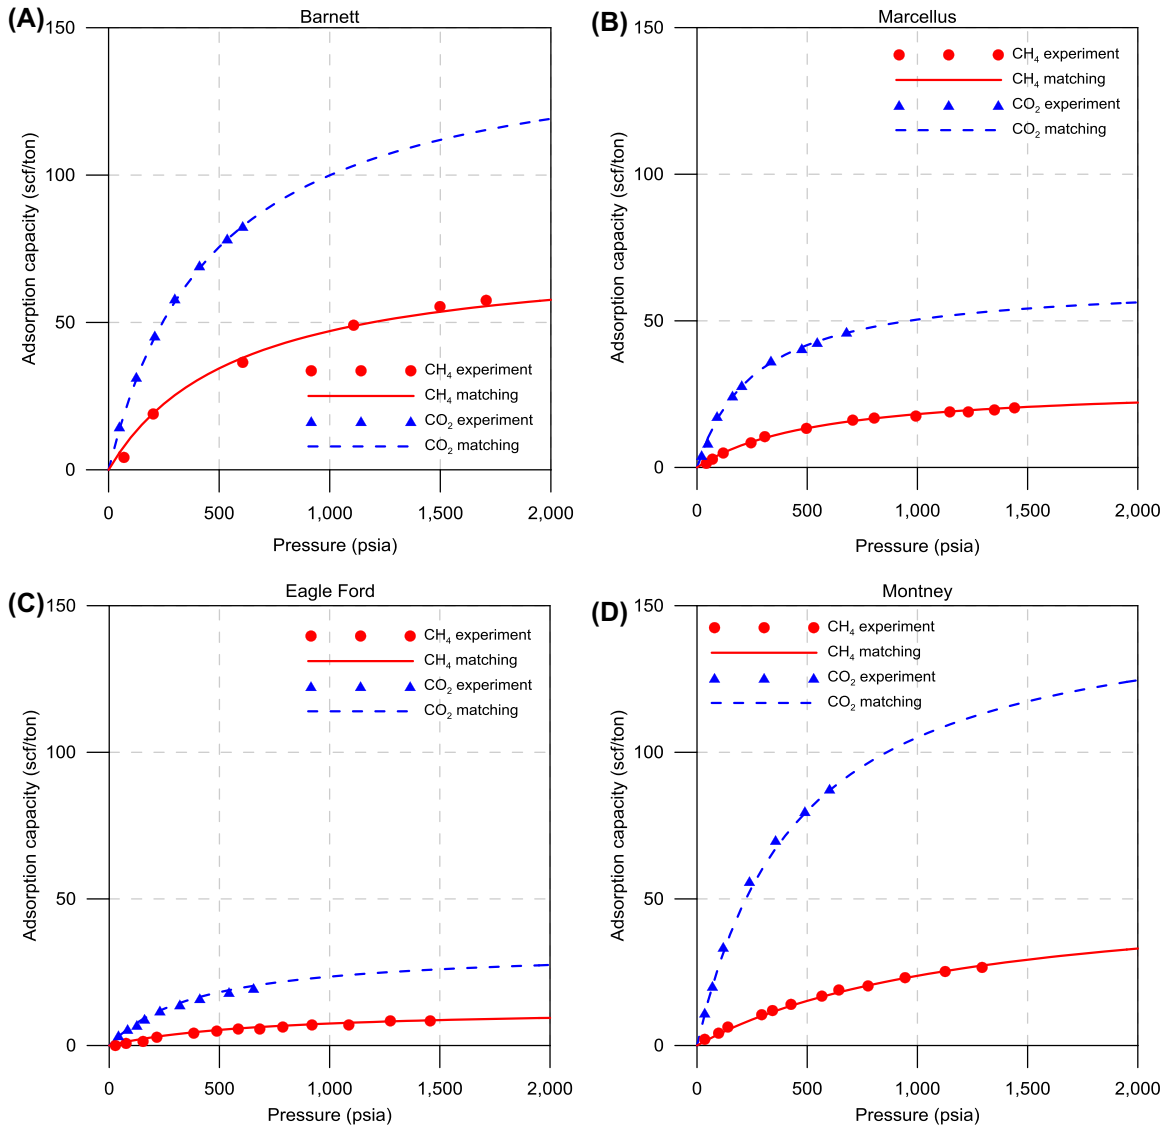 (A)
Barnett
150
100
50
0
Adsorption capacity (scf/ton)
CH4 experiment
CH4 matching
CO2 experiment
CO2 matching
0 500 1,000 1,500 2,000
Pressure (psia)
(B)
Marcellus
150
100
50
0
Adsorption capacity (scf/ton)
CH4 experiment
CH4 matching
CO2 experiment
CO2 matching
0 500 1,000 1,500 2,000
Pressure (psia)
(C)
Eagle Ford
150
100
50
0
Adsorption capacity (scf/ton)
CH4 experiment
CH4 matching
CO2 experiment
CO2 matching
0 500 1,000 1,500 2,000
Pressure (psia)
(D)
Montney
150
100
50
0
Adsorption capacity (scf/ton)
CH4 experiment
CH4 matching
CO2 experiment
CO2 matching
0 500 1,000 1,500 2,000
Pressure (psia)